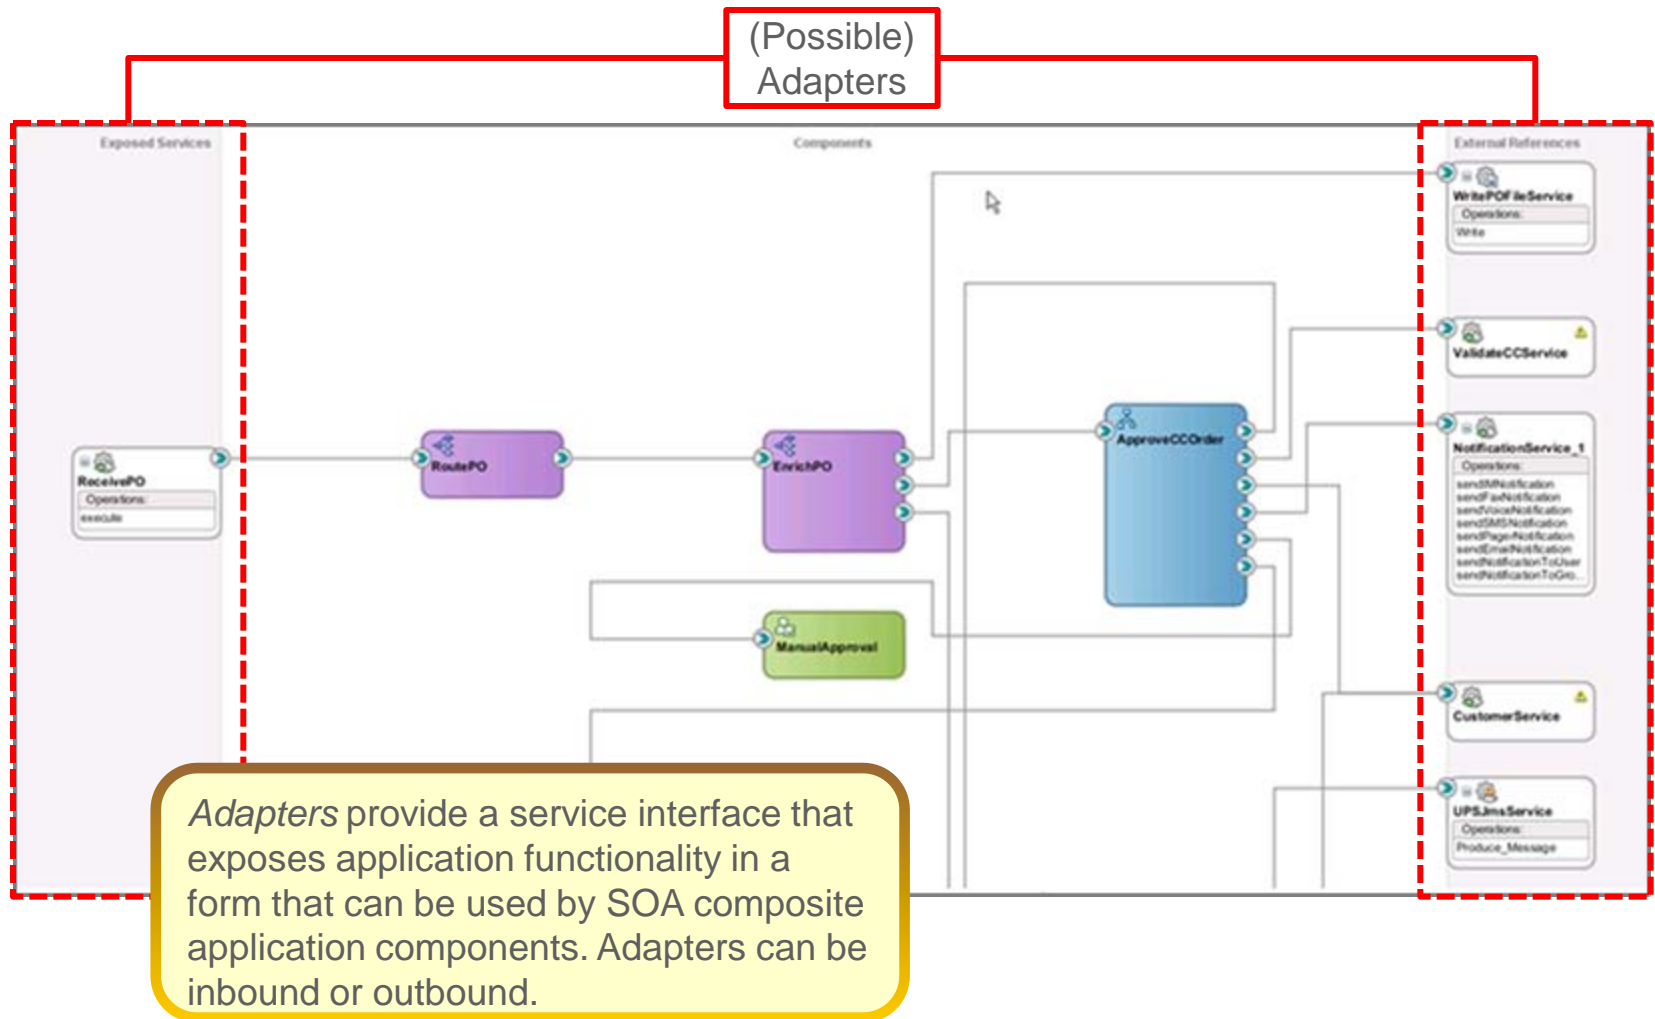 (Possible)
Adapters
Exposed Services
Components
External References
WritePOFileService
Operations:
Write
ValidateCCService
NotificationService_1
Operations:
sendIMNotification
sendFaxNotification
sendVoiceNotification
sendSMSNotification
sendPagerNotification
sendEmailNotification
sendNotificationToUser
sendNotificationToGro...
CustomerService
UPSJmsService
Operations:
Produce_Message
ReceivePO
Operations:
execute
RoutePO
EnrichPO
ApproveCCOrder
ManualApproval
Adapters provide a service interface that
exposes application functionality in a
form that can be used by SOA composite
application components. Adapters can be
inbound or outbound.